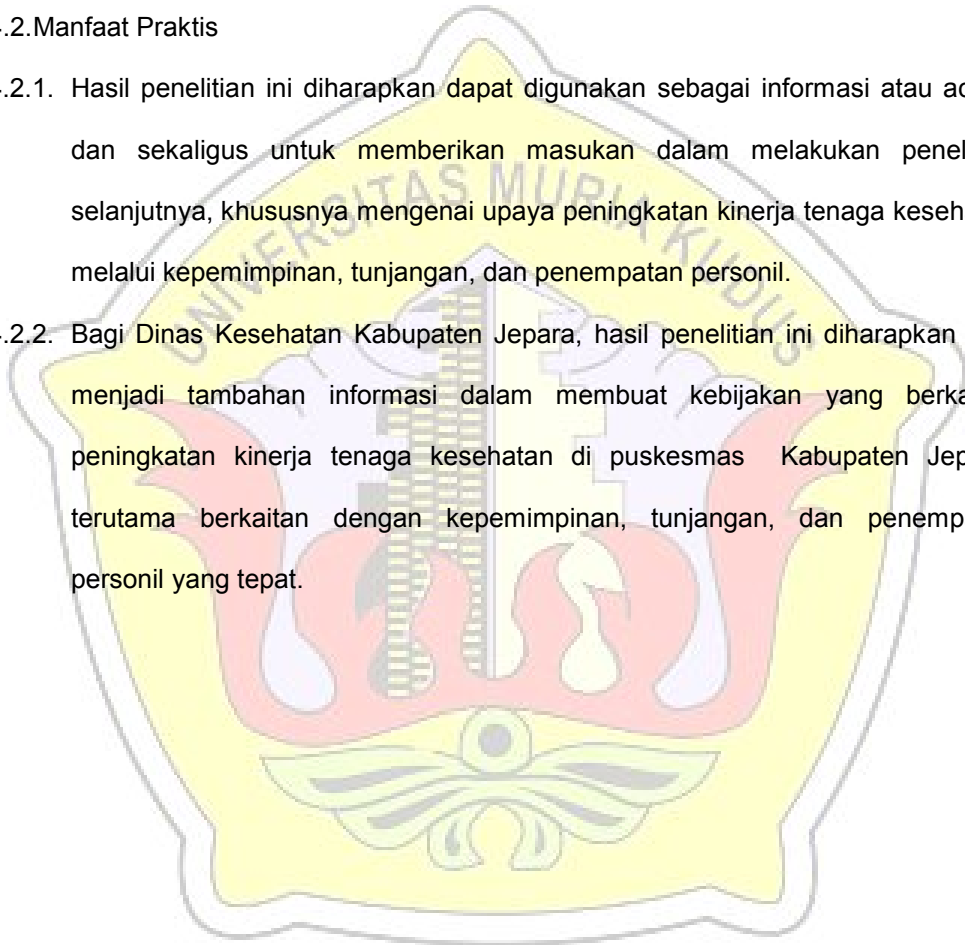 .2.Manfaat Praktis
.2.1. Hasil penelitian ini diharapkan dapat digunakan sebagai informasi atau
dan sekaligus untuk memberikan masukan dalam melakukan
selanjutnya, khususnya mengenai upaya peningkatan kinerja tenaga
melalui kepemimpinan, tunjangan, dan penempatan personil.
.2.2. Bagi Dinas Kesehatan Kabupaten Jepara, hasil penelitian ini diharapkan
menjadi tambahan informasi dalam membuat kebijakan yang
peningkatan kinerja tenaga kesehatan di puskesmas Kabupaten
terutama berkaitan dengan kepemimpinan, tunjangan, dan
personil yang tepat.
UNIVERSITAS MURIA KUDUS